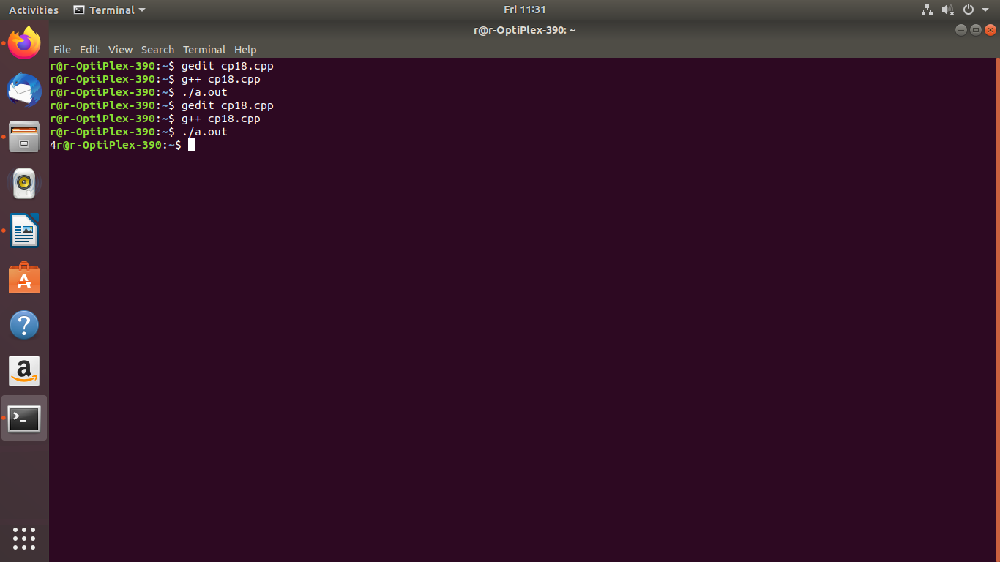 Activities Terminal Fri 11:31
r@r-OptiPlex-390: ~
File Edit View Search Terminal Help
r@r-OptiPlex-390:~$ gedit cp18.cpp
r@r-OptiPlex-390:~$ g++ cp18.cpp
r@r-OptiPlex-390:~$ ./a.out
r@r-OptiPlex-390:~$ gedit cp18.cpp
r@r-OptiPlex-390:~$ g++ cp18.cpp
r@r-OptiPlex-390:~$ ./a.out
4r@r-OptiPlex-390:~$